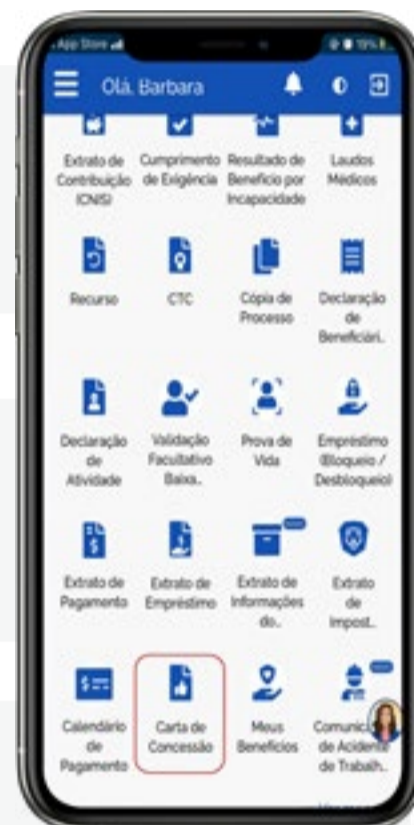 App Store
Olá, Barbara
Extrato de Contribuição (CNIS)
Cumprimento de Exigência
Resultado de Benefício por Incapacidade
Laudos Médicos
Recurso
CTC
Cópia de Processo
Declaração de Beneficiári..
Declaração de Atividade
Validação Facultativo Baixa..
Prova de Vida
Empréstimo (Bloqueio / Desbloqueio)
Extrato de Pagamento
Extrato de Empréstimo
Extrato de Informações do..
Extrato de Impost..
Calendário de Pagamento
Carta de Concessão
Meus Benefícios
de Acidente de Trabalh..